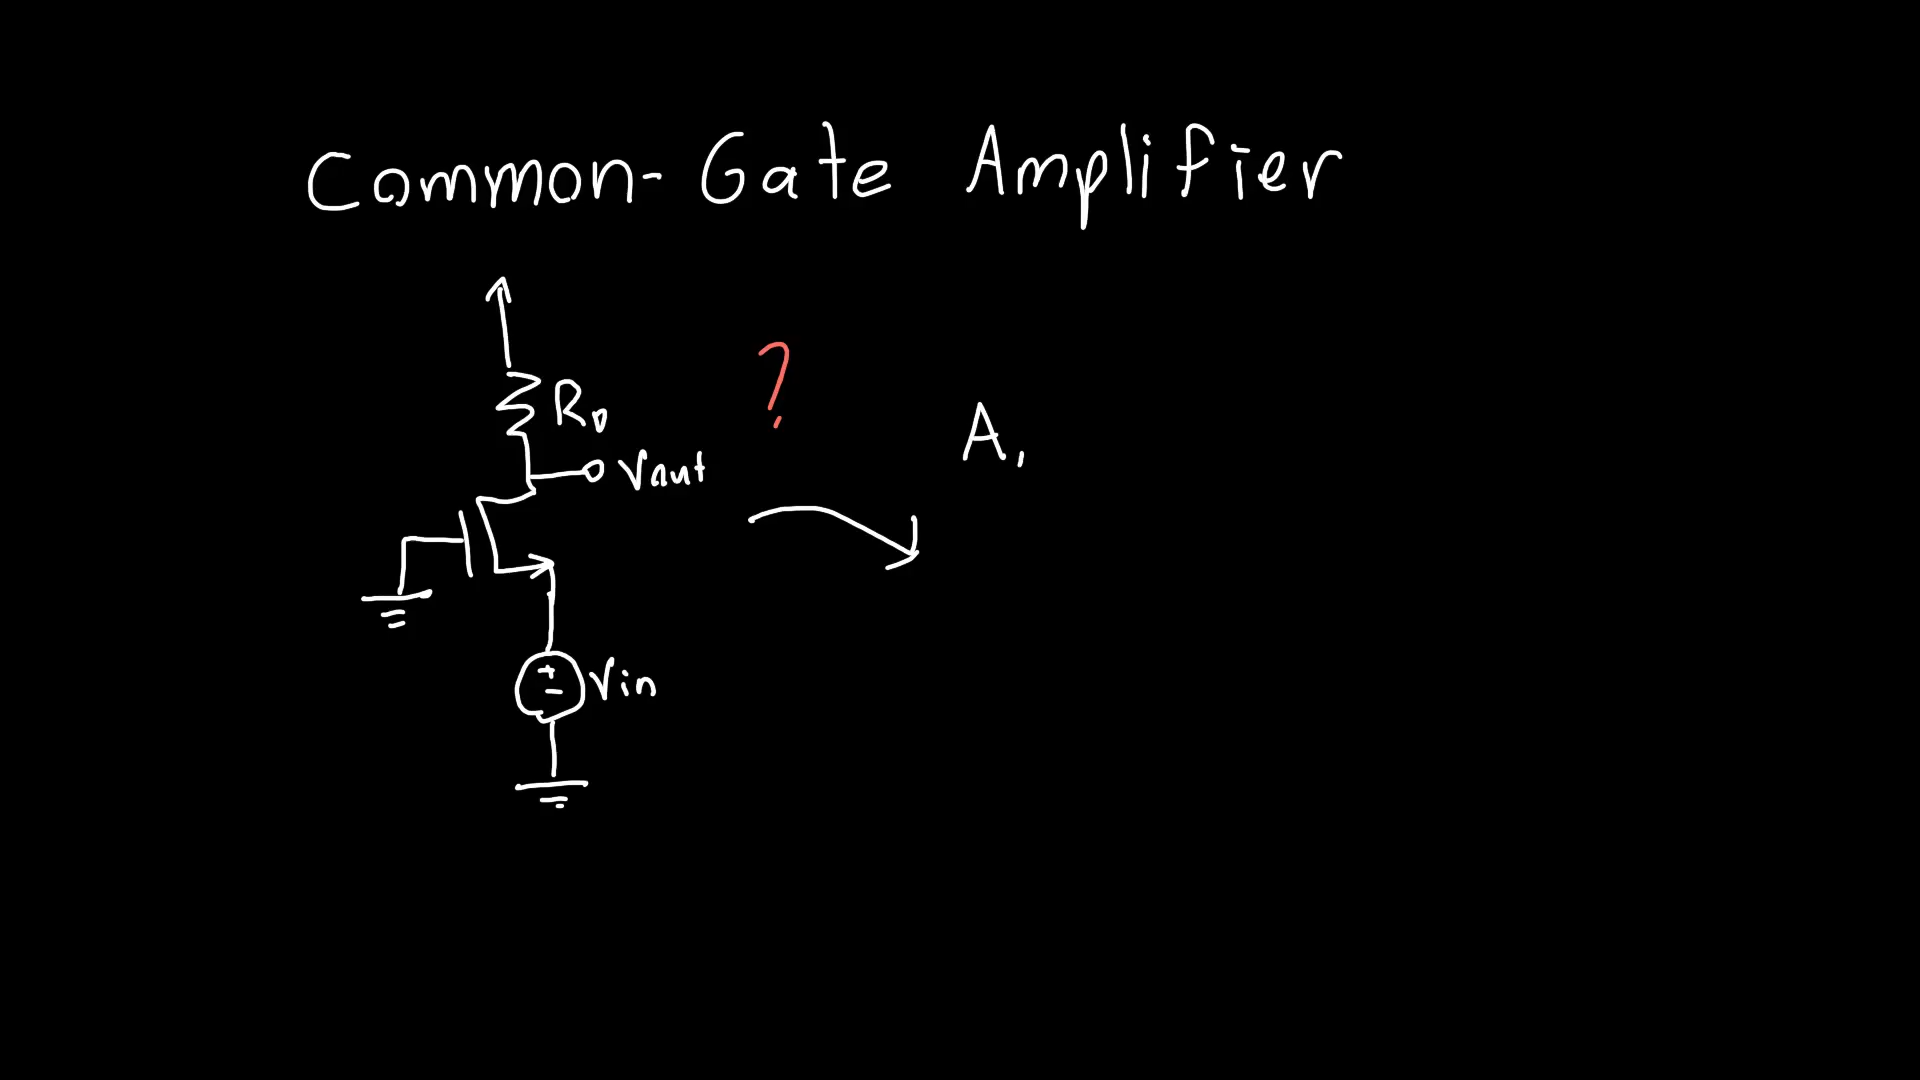 Common-Gate Amplifier
?
RD
A,
Vout
+
-
Vin